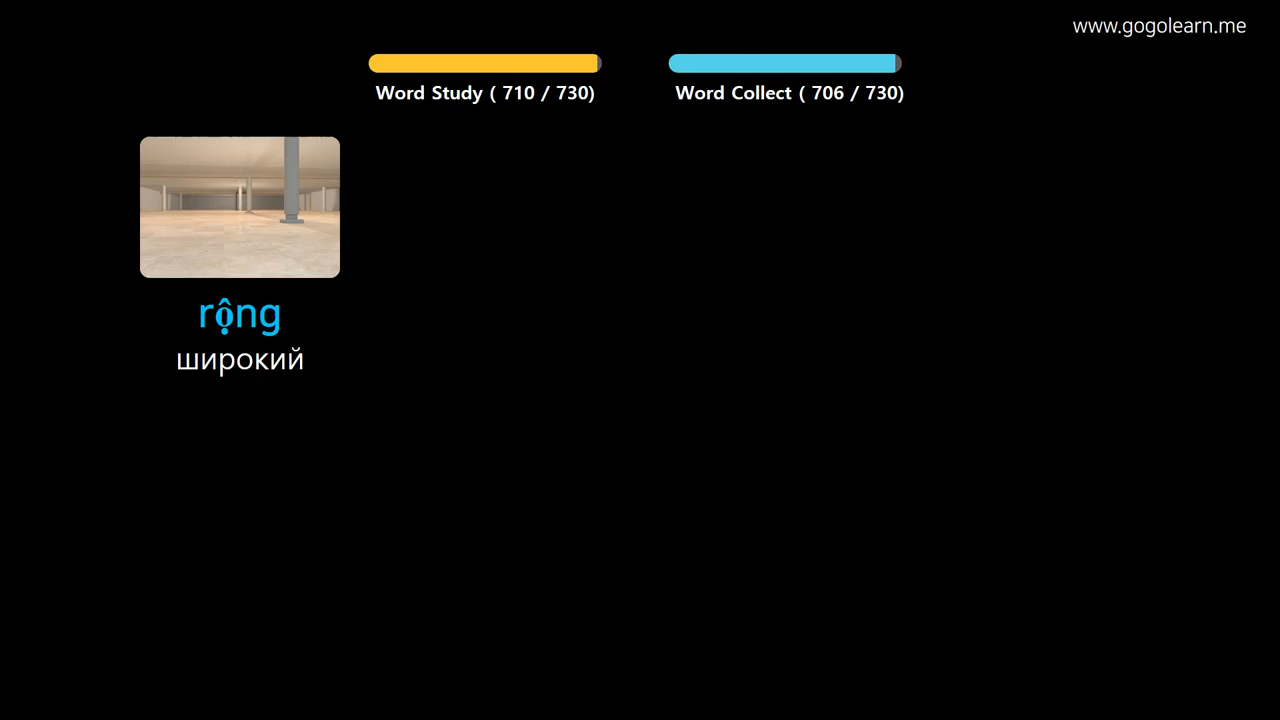 www.gogolearn.me
Word Study ( 710 / 730)
Word Collect ( 706 / 730)
rộng
широкий